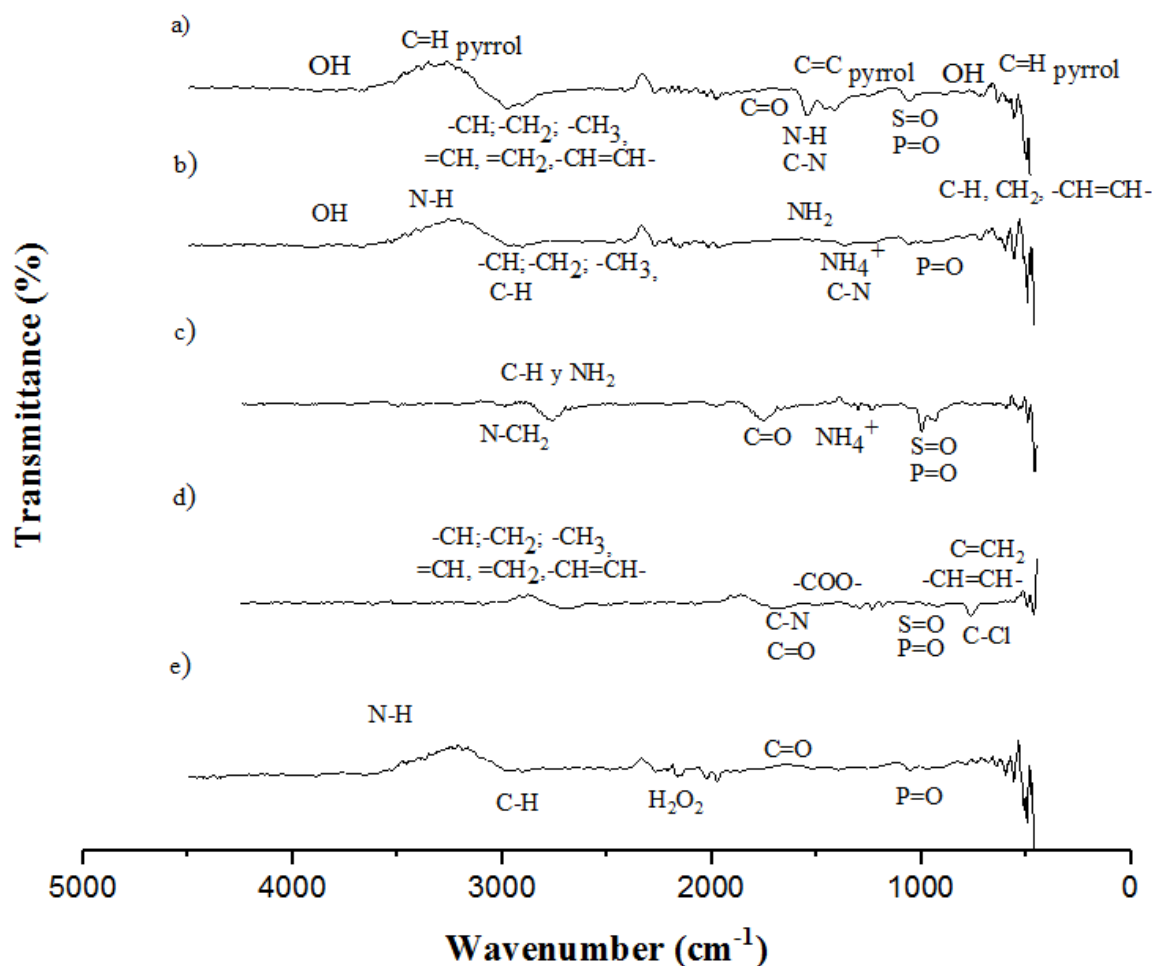 a)
C=H pyrrol
OH
C=C pyrrol
OH
C=H pyrrol
C=O
-CH;-CH2; -CH3,
=CH, =CH2,-CH=CH-
N-H
C-N
S=O
P=O
b)
C-H, CH2, -CH=CH-
OH
N-H
NH2
-CH;-CH2; -CH3,
C-H
NH4+
C-N
P=O
c)
C-H y NH2
N-CH2
C=O
NH4+
S=O
P=O
d)
-CH;-CH2; -CH3,
=CH, =CH2,-CH=CH-
C=CH2
-CH=CH-
-COO-
C-N
C=O
S=O
P=O
C-Cl
e)
N-H
C=O
C-H
H2O2
P=O
Transmittance (%)
5000 4000 3000 2000 1000 0
Wavenumber (cm-1)